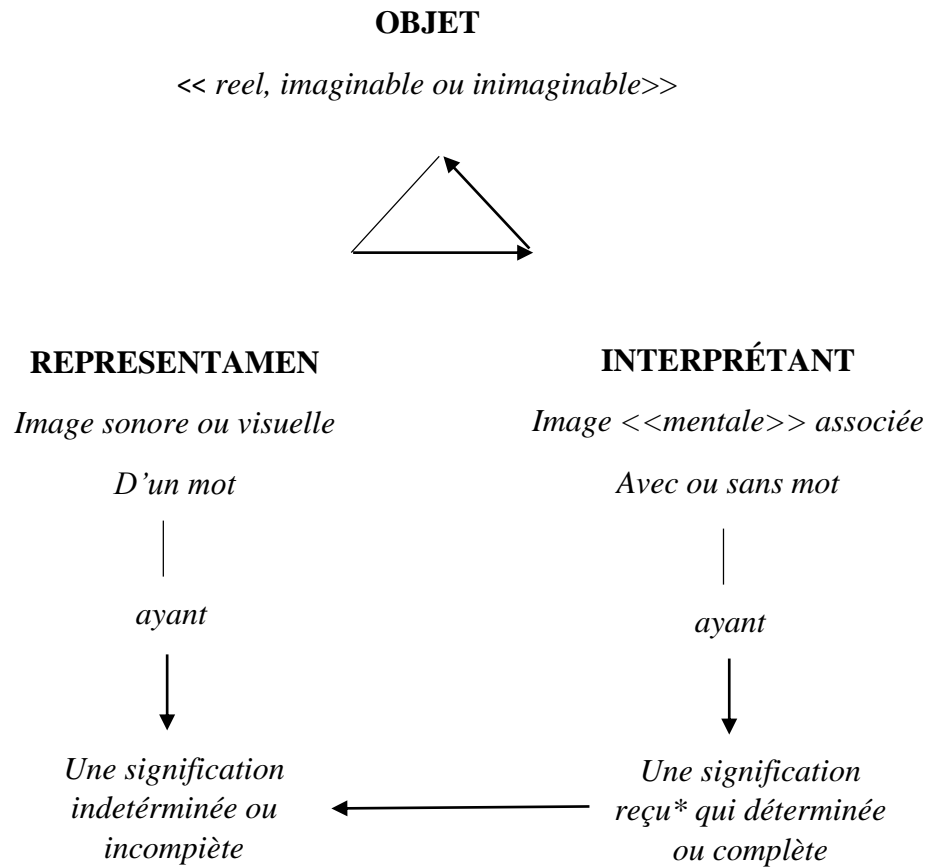 OBJET
<< reel, imaginable ou inimaginable>>
REPRESENTAMEN
Image sonore ou visuelle
D’un mot
ayant
Une signification
indetérminée ou
incompiète
INTERPRÉTANT
Image <<mentale>> associée
Avec ou sans mot
ayant
Une signification
reçu* qui déterminée
ou complète